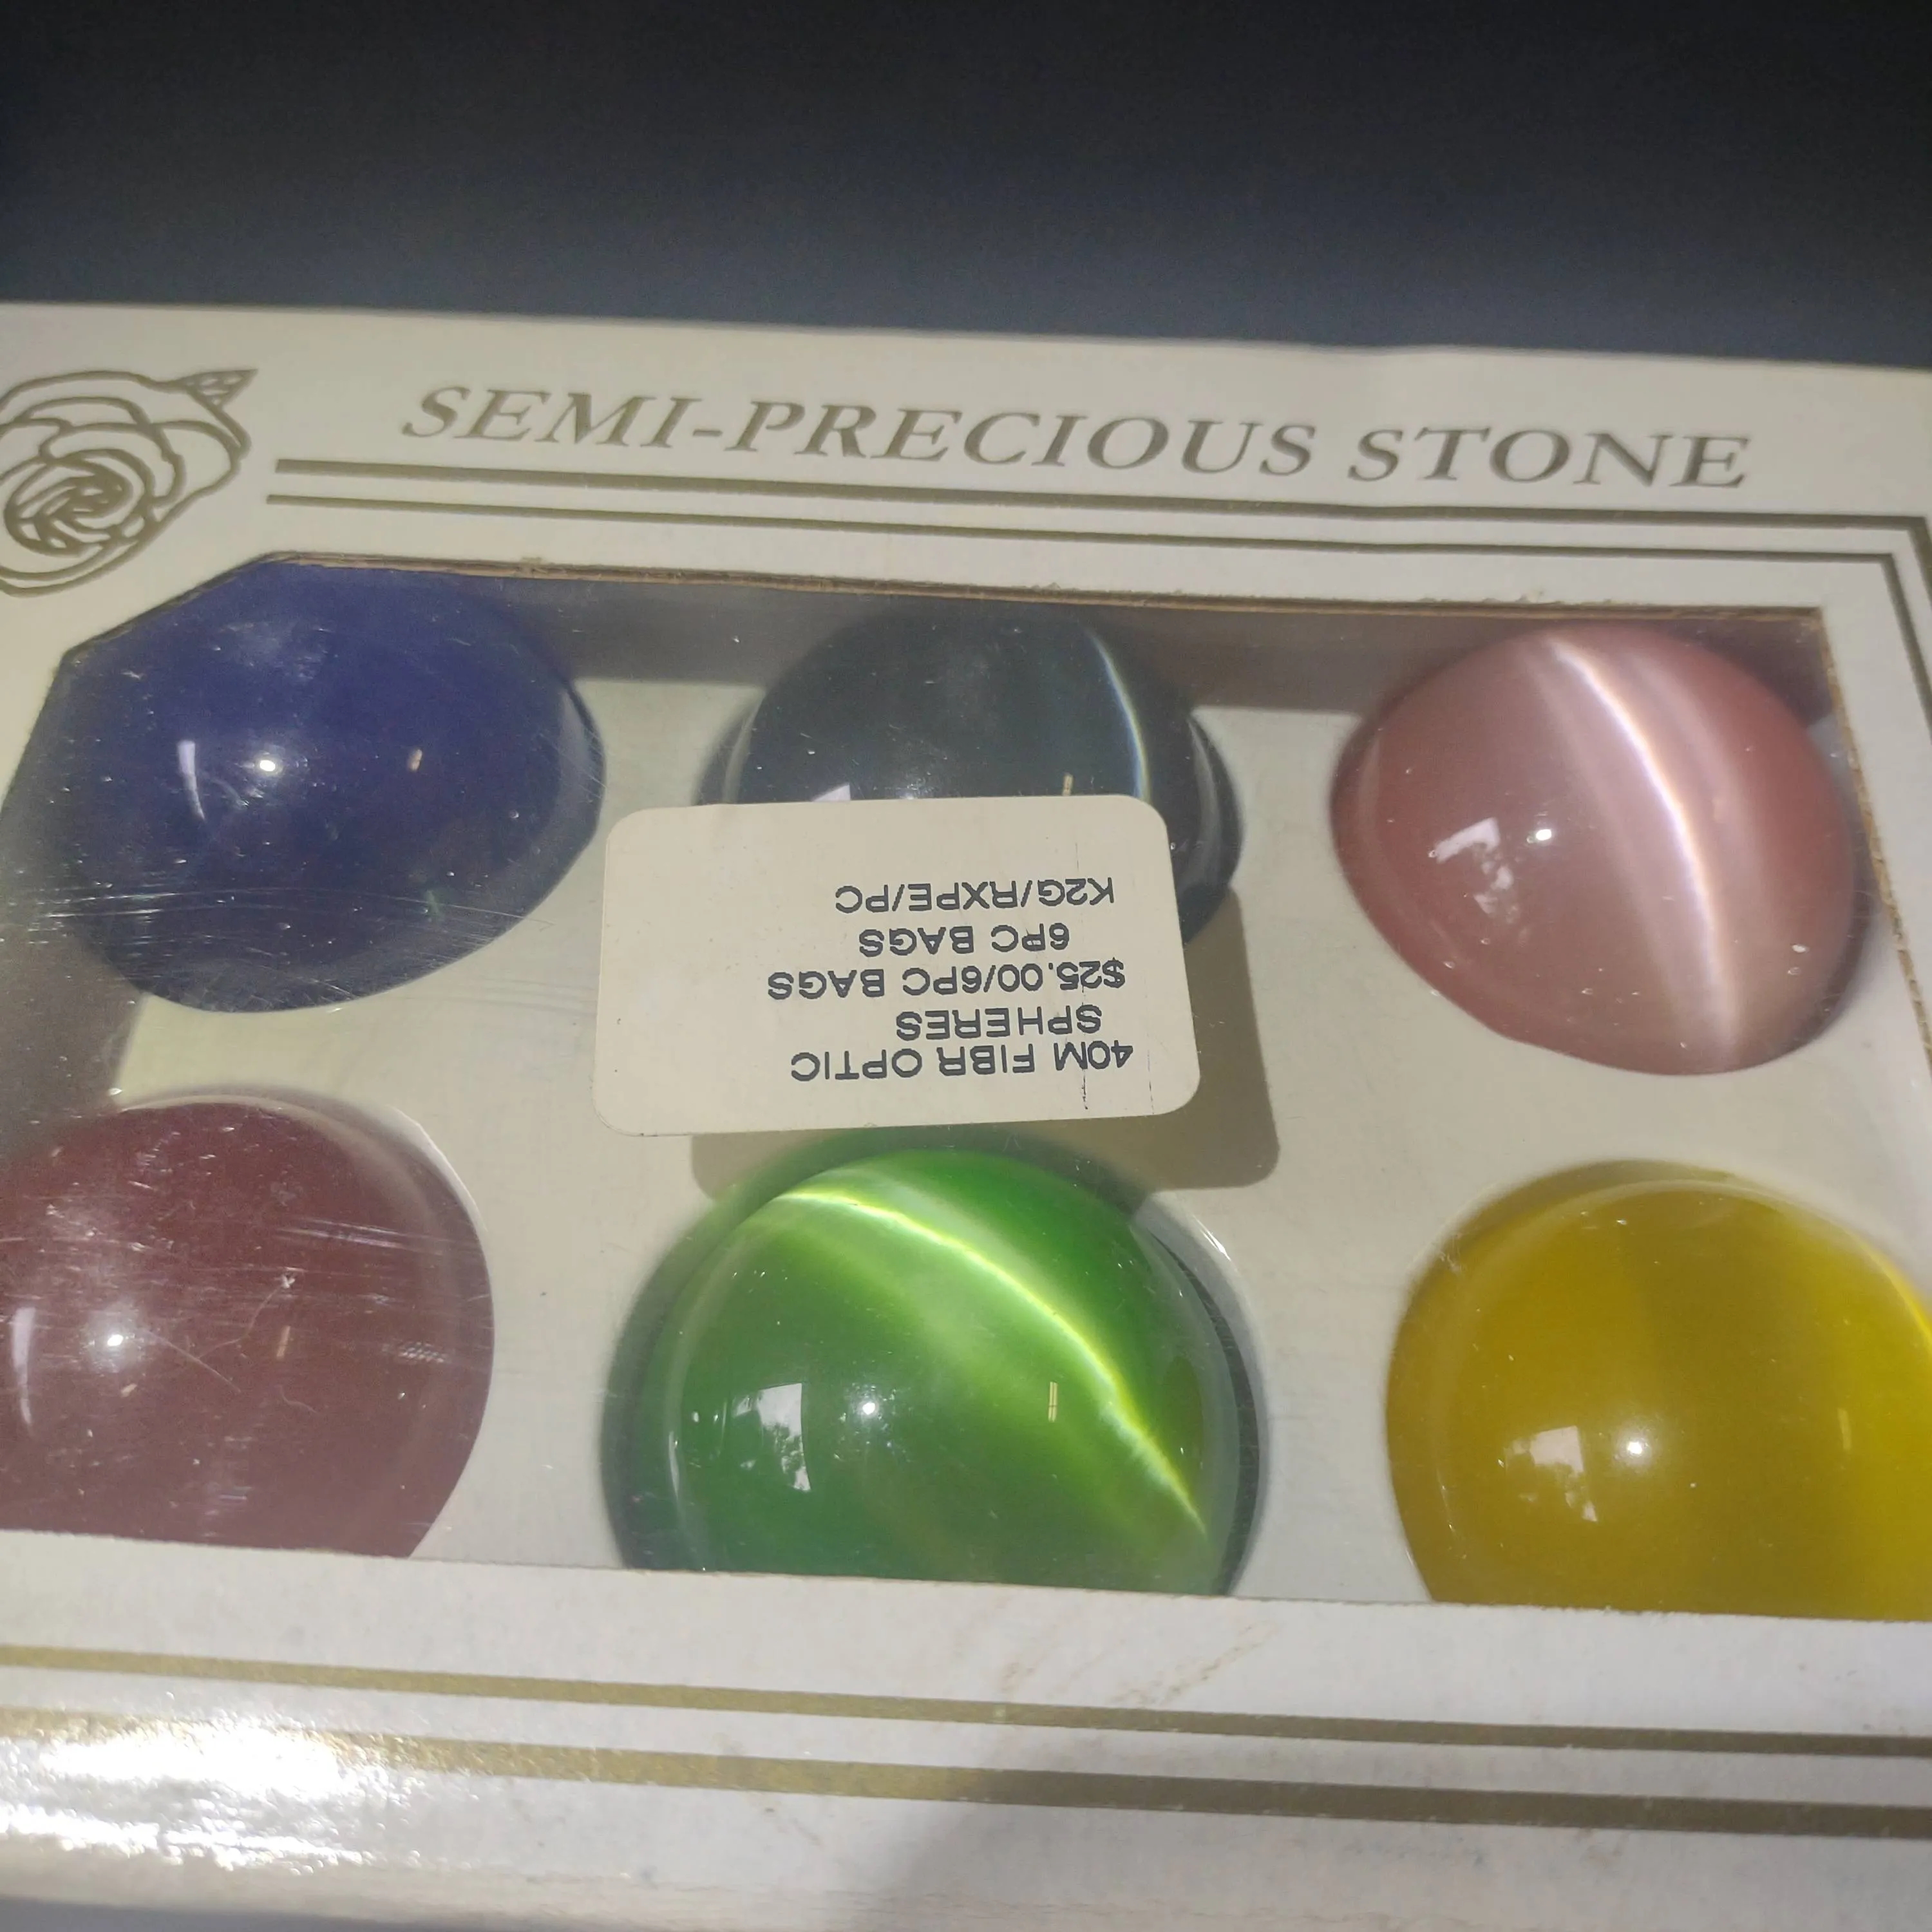 SEMI-PRECIOUS STONE
40M FIBR OPTIC
SPHERES
$25.00/6PC BAGS
6PC BAGS
K2G/RXPE/PC